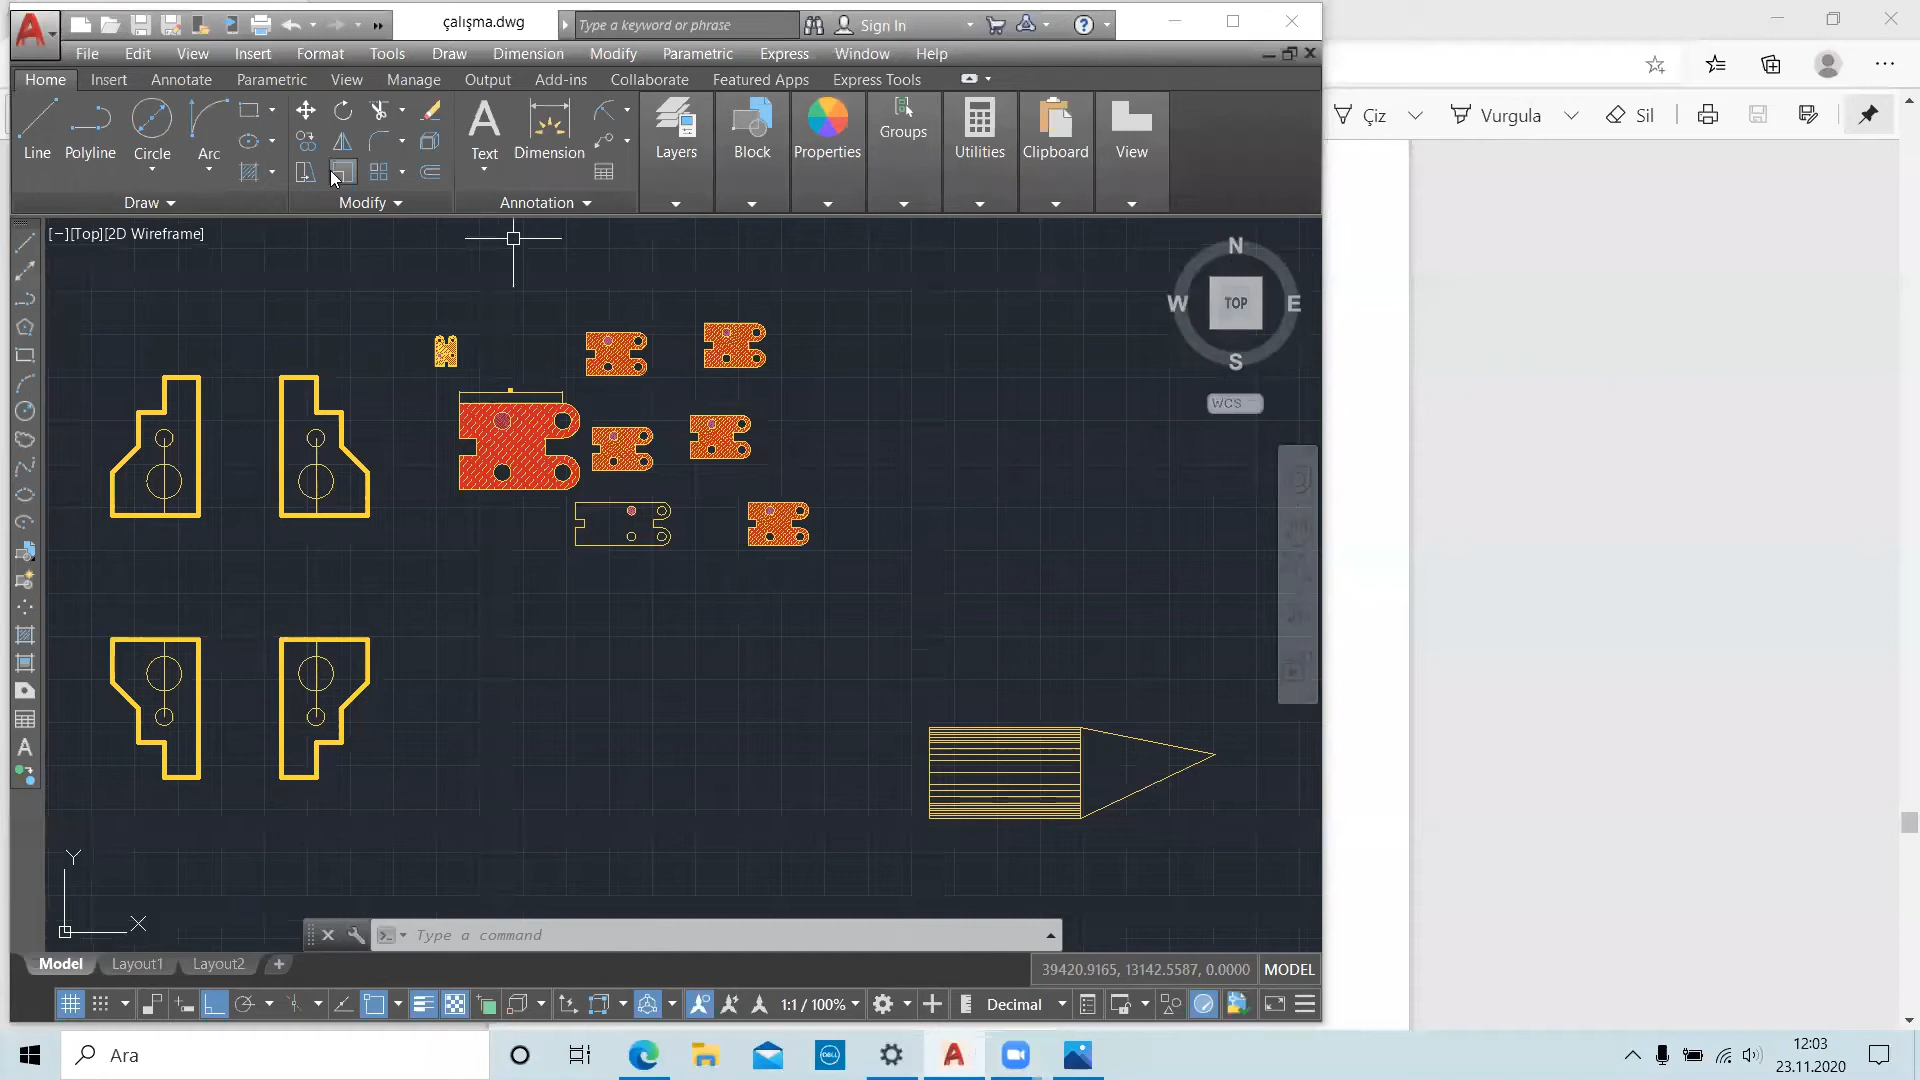 çalışma.dwg
Type a keyword or phrase
Sign In
File Edit View Insert Format Tools Draw Dimension Modify Parametric Express Window Help
Home Insert Annotate Parametric View Manage Output Add-ins Collaborate Featured Apps Express Tools
Line Polyline Circle Arc
Text Dimension
Layers Block Properties Groups Utilities Clipboard View
Draw Modify Annotation
Çiz Vurgula Sil
[−][Top][2D Wireframe]
N
W TOP E
S
WCS
Y
X
Type a command
Model Layout1 Layout2 +
39420.9165, 13142.5587, 0.0000 MODEL
1:1 / 100% Decimal
Ara
DELL
12:03
23.11.2020